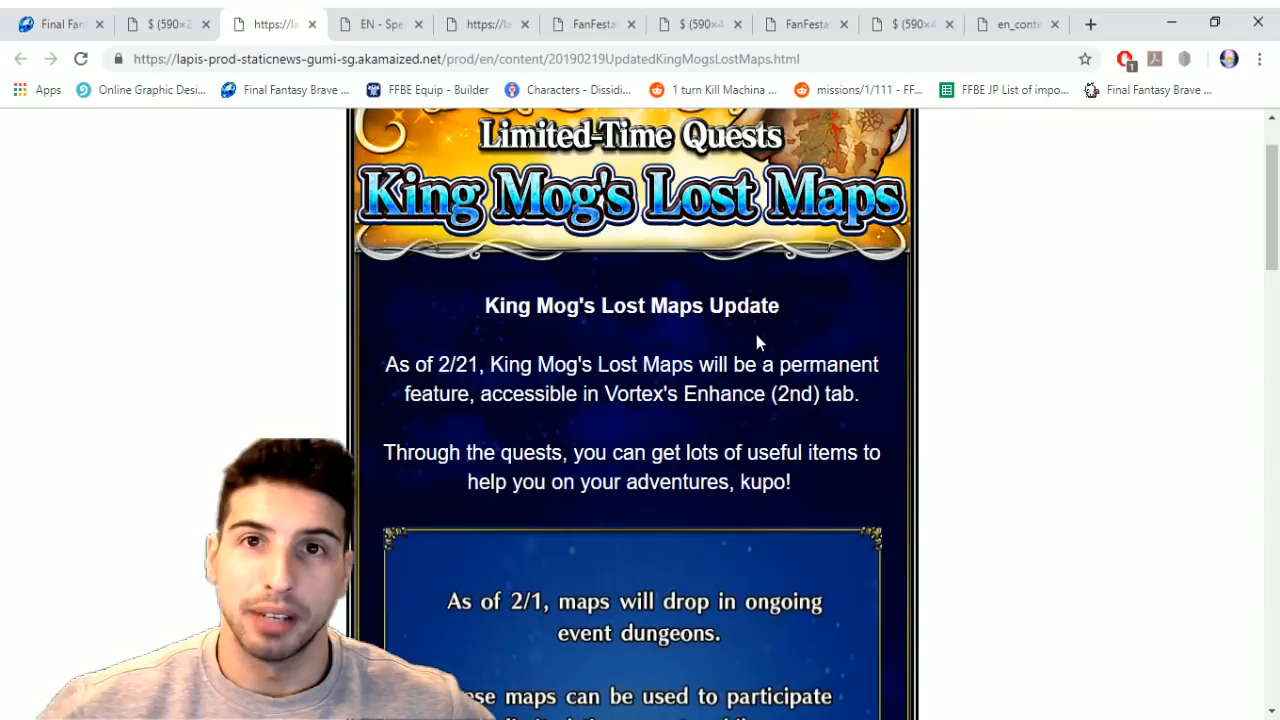 Final Fan
$ (590×2
https://la
EN - Spe
https://la
FanFesta
$ (590×4
FanFesta
$ (590×4
en_conte
https://lapis-prod-staticnews-gumi-sg.akamaized.net/prod/en/content/20190219UpdatedKingMogsLostMaps.html
1
Apps
Online Graphic Desi...
Final Fantasy Brave ...
FFBE Equip - Builder
Characters - Dissidi...
1 turn Kill Machina ...
missions/1/111 - FF...
FFBE JP List of impo...
Final Fantasy Brave ...
Limited-Time Quests
King Mog's Lost Maps
King Mog's Lost Maps Update
As of 2/21, King Mog's Lost Maps will be a permanent
feature, accessible in Vortex's Enhance (2nd) tab.
Through the quests, you can get lots of useful items to
help you on your adventures, kupo!
As of 2/1, maps will drop in ongoing
event dungeons.
ese maps can be used to participate